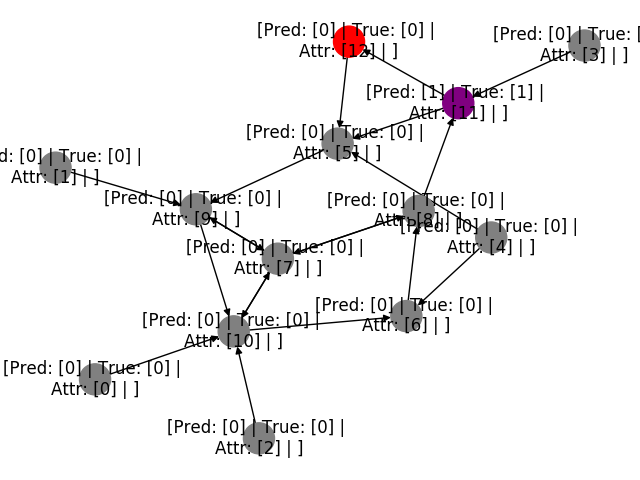 [Pred: [0] | True: [0] |
Attr: [12] | ]
[Pred: [0] | True: [
Attr: [3] | ]
[Pred: [1] | True: [1] |
Attr: [11] | ]
[Pred: [0] | True: [0] |
Attr: [5] | ]
d: [0] | True: [0] |
Attr: [1] | ]
[Pred: [0] | True: [0] |
Attr: [9] | ]
[Pred: [0] | True: [0] |
Attr: [8] | ]
[Pred: [0] | True: [0] |
Attr: [4] | ]
[Pred: [0] | True: [0] |
Attr: [7] | ]
[Pred: [0] | True: [0] |
Attr: [6] | ]
[Pred: [0] | True: [0] |
Attr: [10] | ]
[Pred: [0] | True: [0] |
Attr: [0] | ]
[Pred: [0] | True: [0] |
Attr: [2] | ]